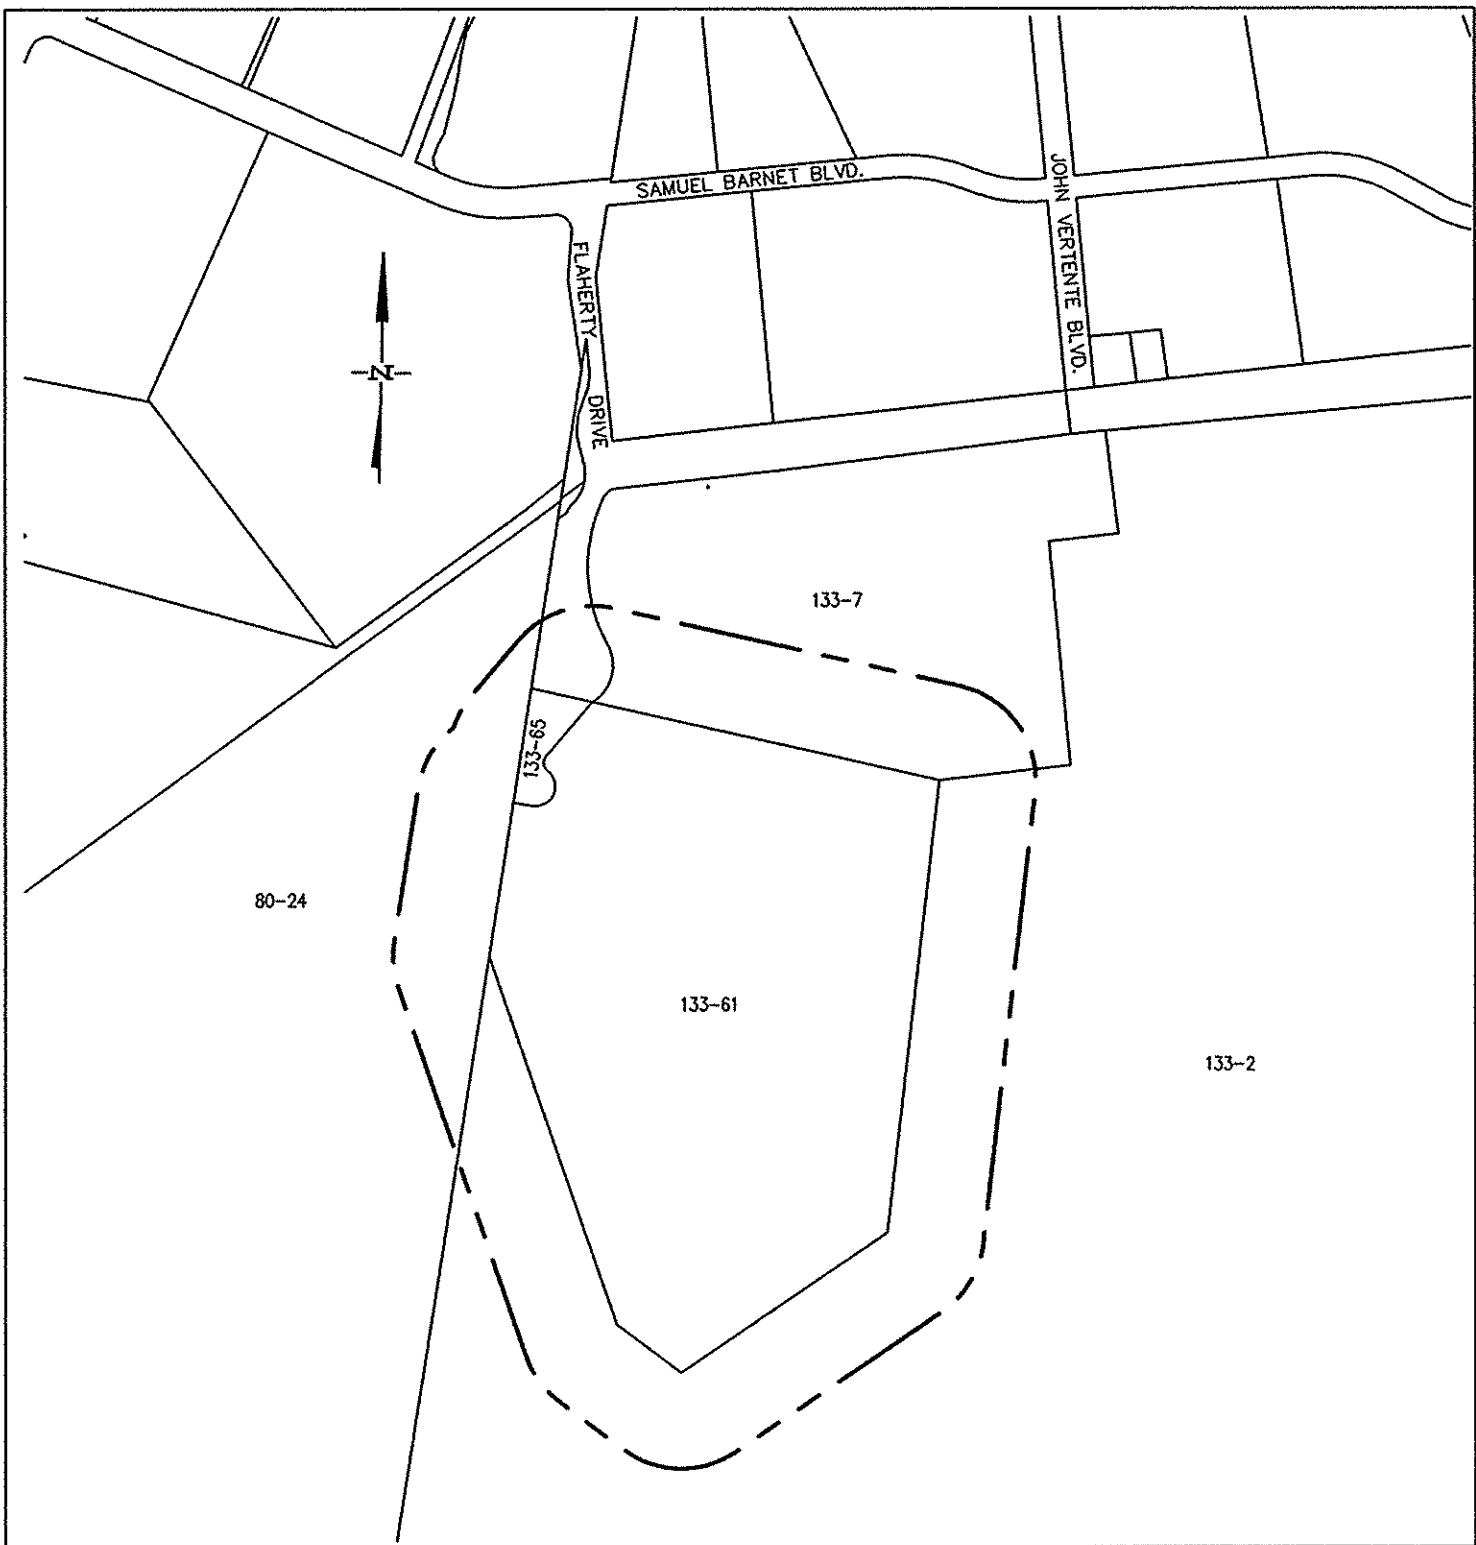 SAMUEL BARNET BLVD.
JOHN VERTENTE BLVD.
FLAHERTY DRIVE
N
133-7
133-65
80-24
133-61
133-2